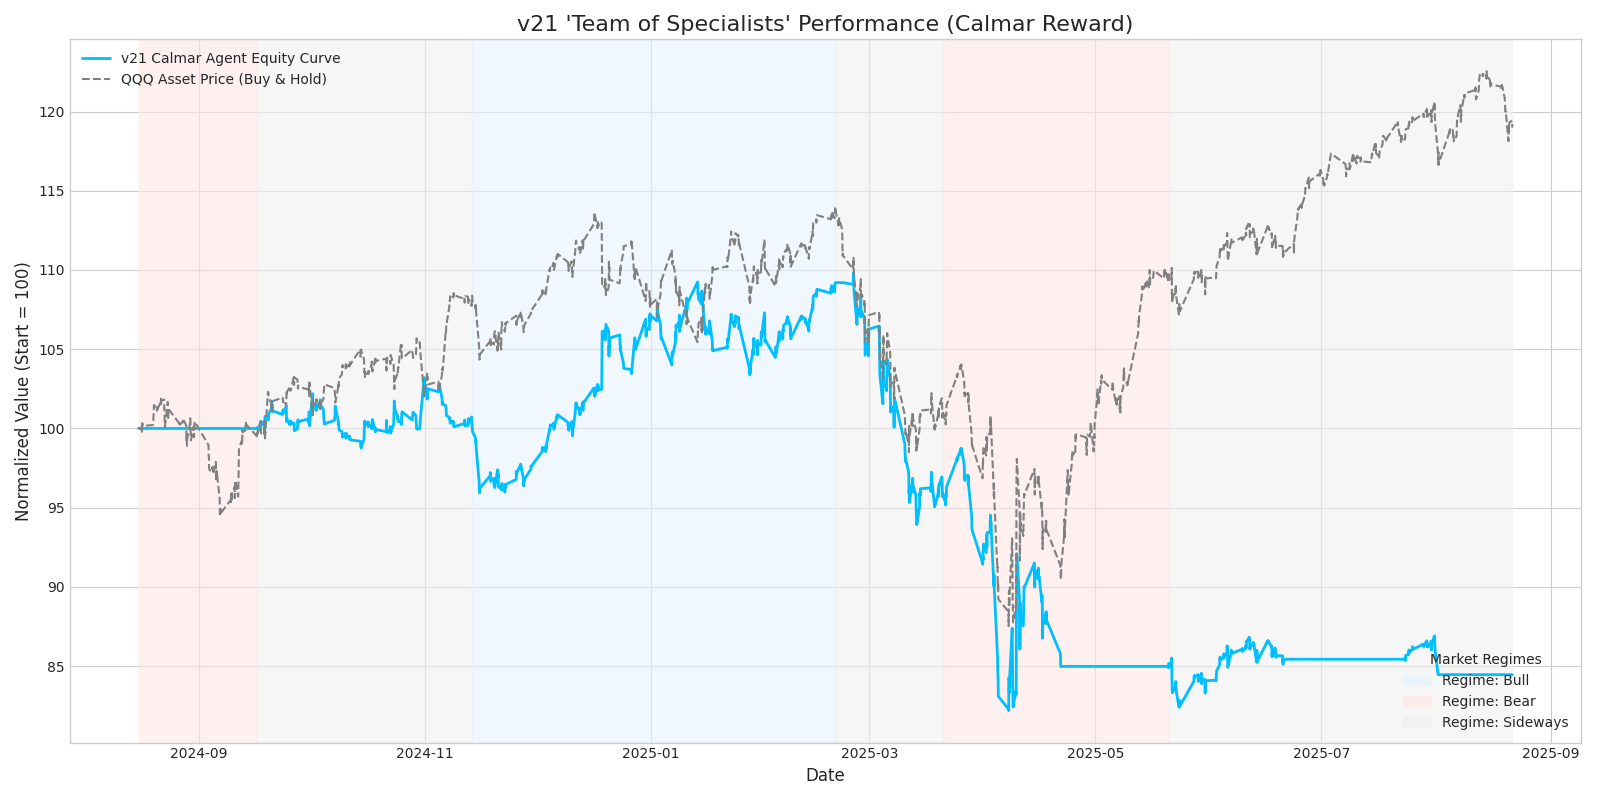 v21 'Team of Specialists' Performance (Calmar Reward)
v21 Calmar Agent Equity Curve
QQQ Asset Price (Buy & Hold)
Normalized Value (Start = 100)
120
115
110
105
100
95
90
85
Market Regimes
Regime: Bull
Regime: Bear
Regime: Sideways
2024-09 2024-11 2025-01 2025-03 2025-05 2025-07 2025-09
Date